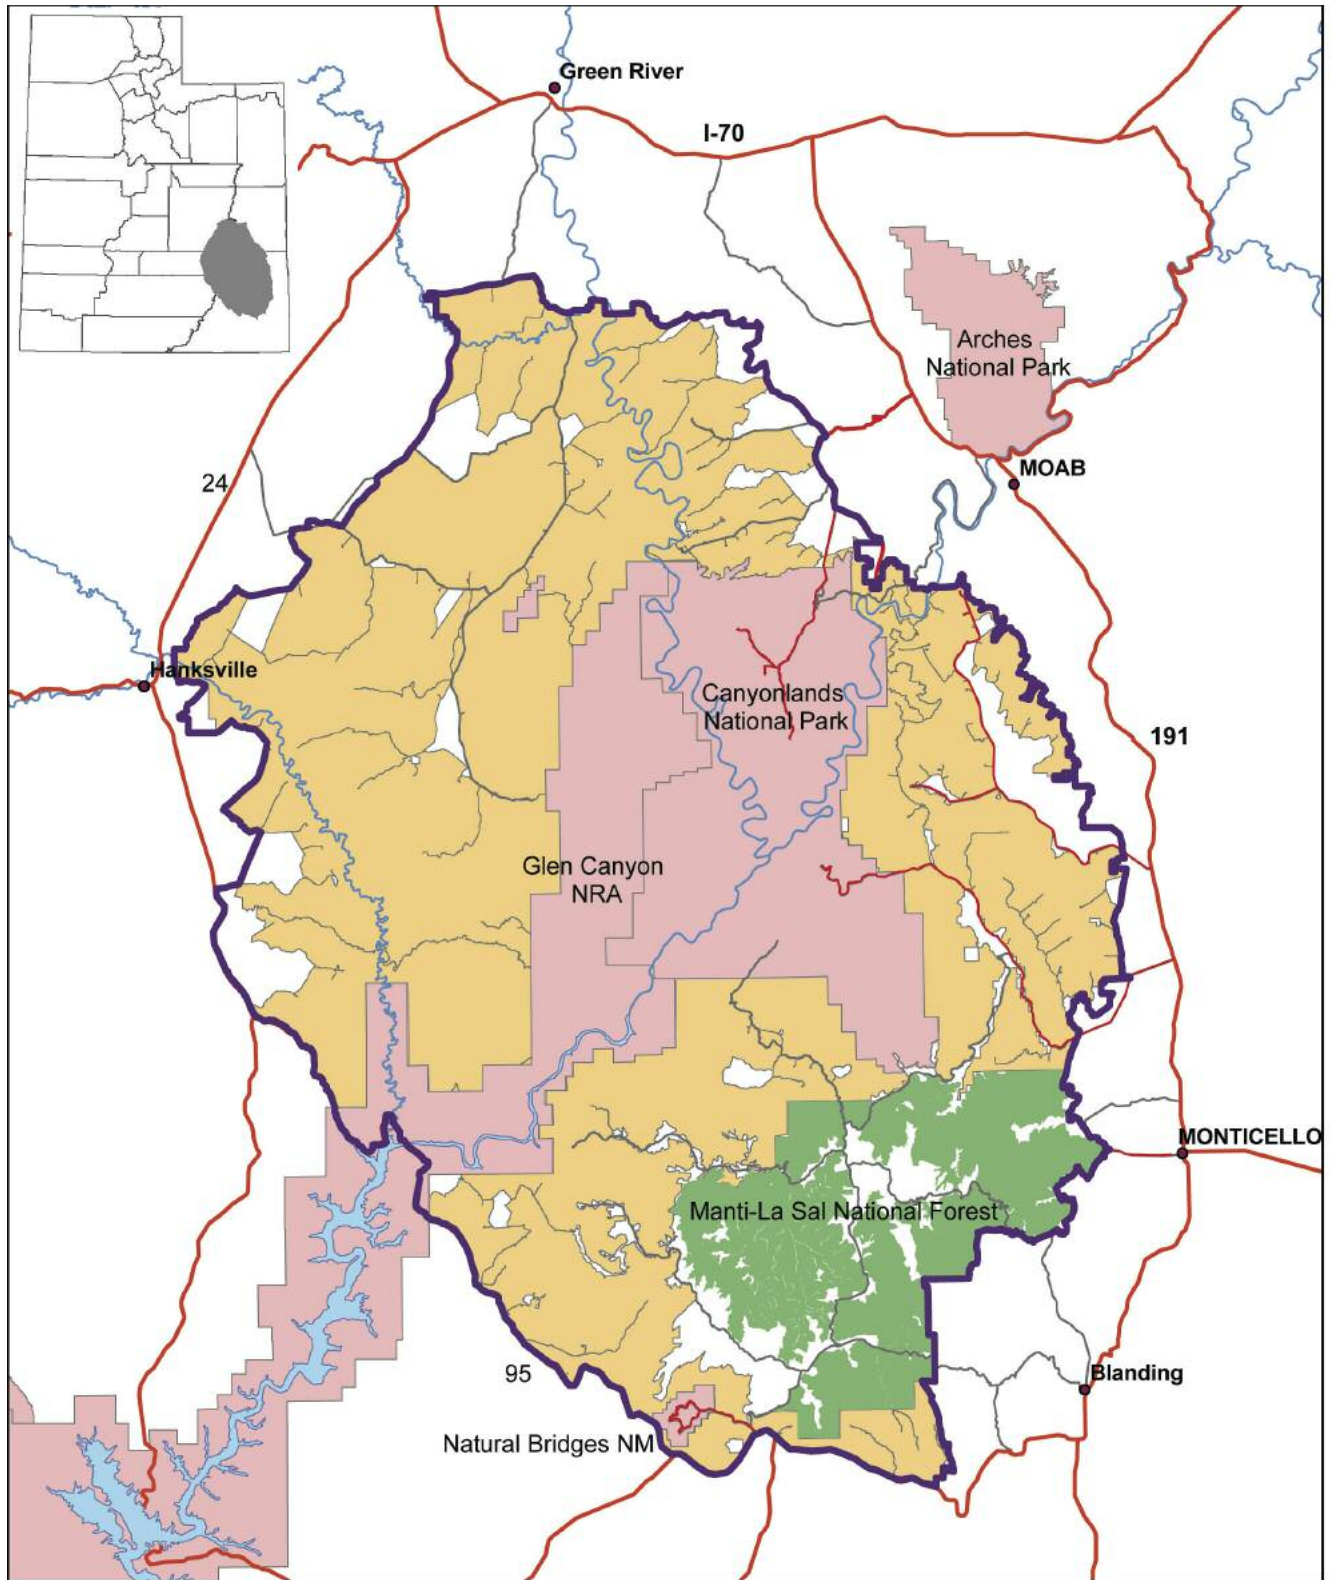 Green River
I-70
Arches
National Park
MOAB
24
Hanksville
Canyonlands
National Park
191
Glen Canyon
NRA
MONTICELLO
Manti-La Sal National Forest
95
Blanding
Natural Bridges NM